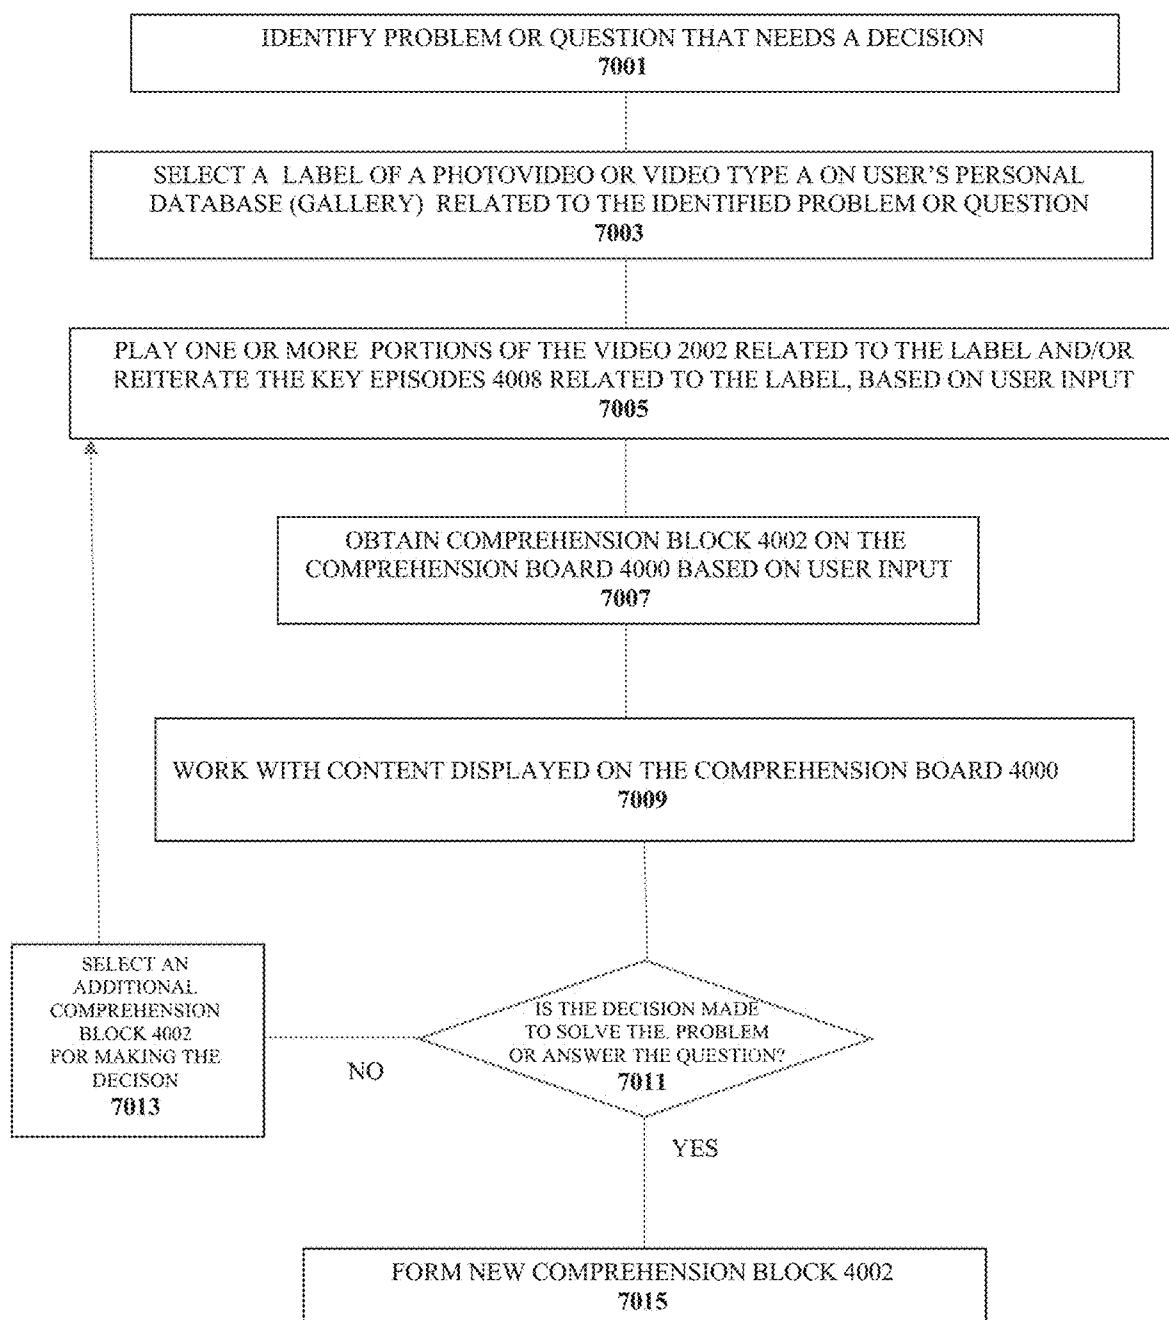 IDENTIFY PROBLEM OR QUESTION THAT NEEDS A DECISION
7001
SELECT A LABEL OF A PHOTOVIDEO OR VIDEO TYPE A ON USER'S PERSONAL
DATABASE (GALLERY) RELATED TO THE IDENTIFIED PROBLEM OR QUESTION
7003
PLAY ONE OR MORE PORTIONS OF THE VIDEO 2002 RELATED TO THE LABEL AND/OR
REITERATE THE KEY EPISODES 4008 RELATED TO THE LABEL, BASED ON USER INPUT
7005
OBTAIN COMPREHENSION BLOCK 4002 ON THE
COMPREHENSION BOARD 4000 BASED ON USER INPUT
7007
WORK WITH CONTENT DISPLAYED ON THE COMPREHENSION BOARD 4000
7009
SELECT AN
ADDITIONAL
COMPREHENSION
BLOCK 4002
FOR MAKING THE
DECISON
7013
NO
IS THE DECISION MADE
TO SOLVE THE. PROBLEM
OR ANSWER THE QUESTION?
7011
YES
FORM NEW COMPREHENSION BLOCK 4002
7015